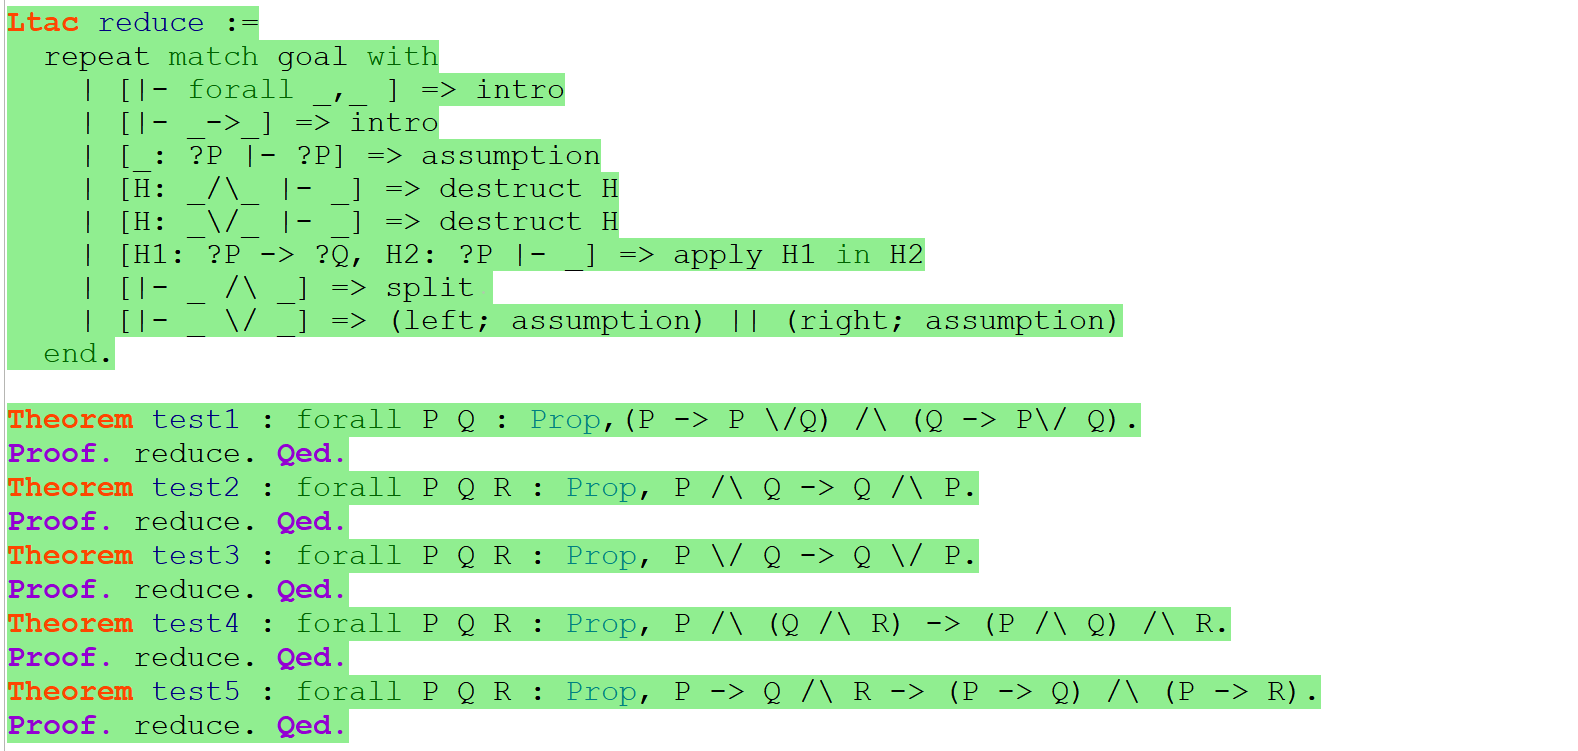 Ltac reduce :=
  repeat match goal with
    | [|- forall _,_ ] => intro
    | [|- _->_] => intro
    | [_: ?P |- ?P] => assumption
    | [H: _/\_ |- _] => destruct H
    | [H: _\/_ |- _] => destruct H
    | [H1: ?P -> ?Q, H2: ?P |- _] => apply H1 in H2
    | [|- _ /\ _] => split
    | [|- _ \/ _] => (left; assumption) || (right; assumption)
  end.

Theorem test1 : forall P Q : Prop,(P -> P \/Q) /\ (Q -> P\/ Q).
Proof. reduce. Qed.
Theorem test2 : forall P Q R : Prop, P /\ Q -> Q /\ P.
Proof. reduce. Qed.
Theorem test3 : forall P Q R : Prop, P \/ Q -> Q \/ P.
Proof. reduce. Qed.
Theorem test4 : forall P Q R : Prop, P /\ (Q /\ R) -> (P /\ Q) /\ R.
Proof. reduce. Qed.
Theorem test5 : forall P Q R : Prop, P -> Q /\ R -> (P -> Q) /\ (P -> R).
Proof. reduce. Qed.